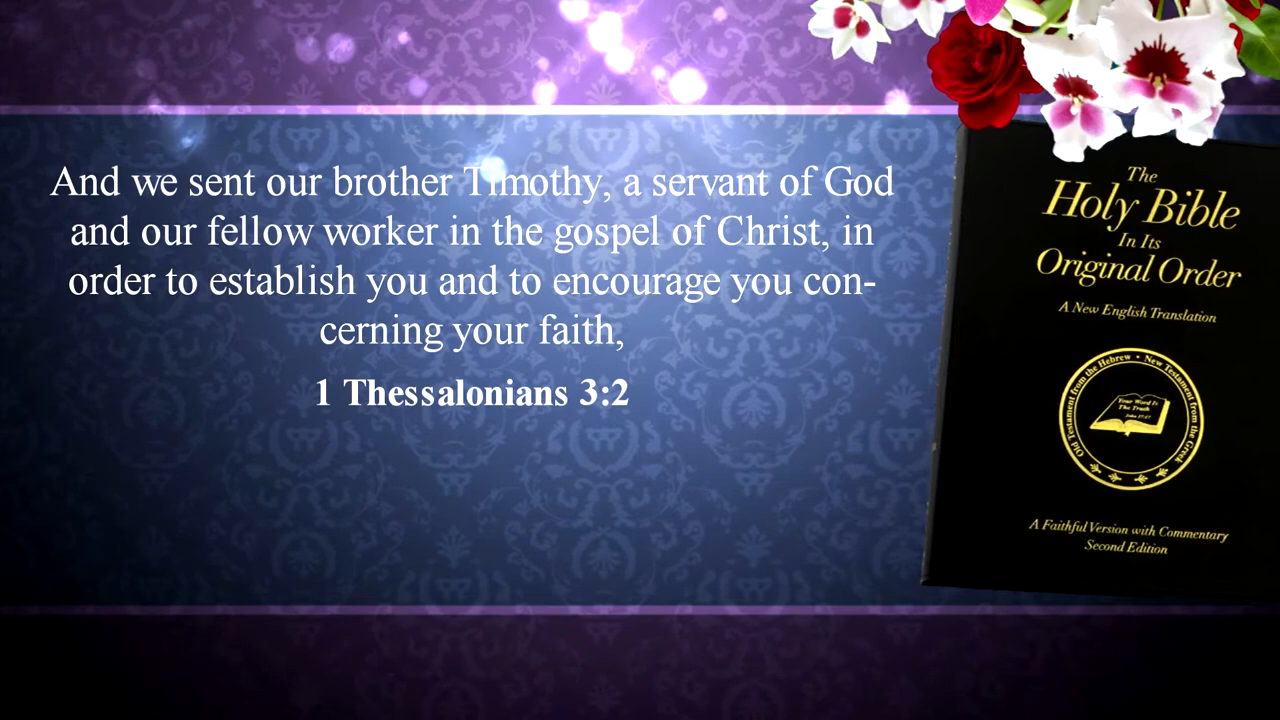 And we sent our brother Timothy, a servant of God
and our fellow worker in the gospel of Christ, in
order to establish you and to encourage you con-
cerning your faith,
1 Thessalonians 3:2
The
Holy Bible
In Its
Original Order
A New English Translation
Old Testament from the Hebrew • New Testament from the Greek
Your Word Is
The Truth
John 17:17
A Faithful Version with Commentary
Second Edition